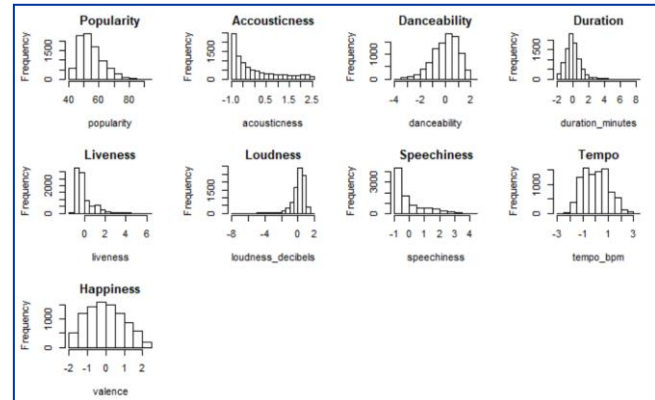 Popularity
Frequency
0 1500
40 60 80
popularity
Accousticness
Frequency
0 1500
-1.0 0.5 1.5 2.5
acousticness
Danceability
Frequency
0 1000
-4 -2 0 2
danceability
Duration
Frequency
0 1500
-2 0 2 4 6 8
duration_minutes
Liveness
Frequency
0 2000
0 2 4 6
liveness
Loudness
Frequency
0 1500
-8 -4 -2 0 2
loudness_decibels
Speechiness
Frequency
0 3000
-1 0 1 2 3 4
speechiness
Tempo
Frequency
0 1000
-3 -1 1 3
tempo_bpm
Happiness
Frequency
0 1000
-2 -1 0 1 2
valence